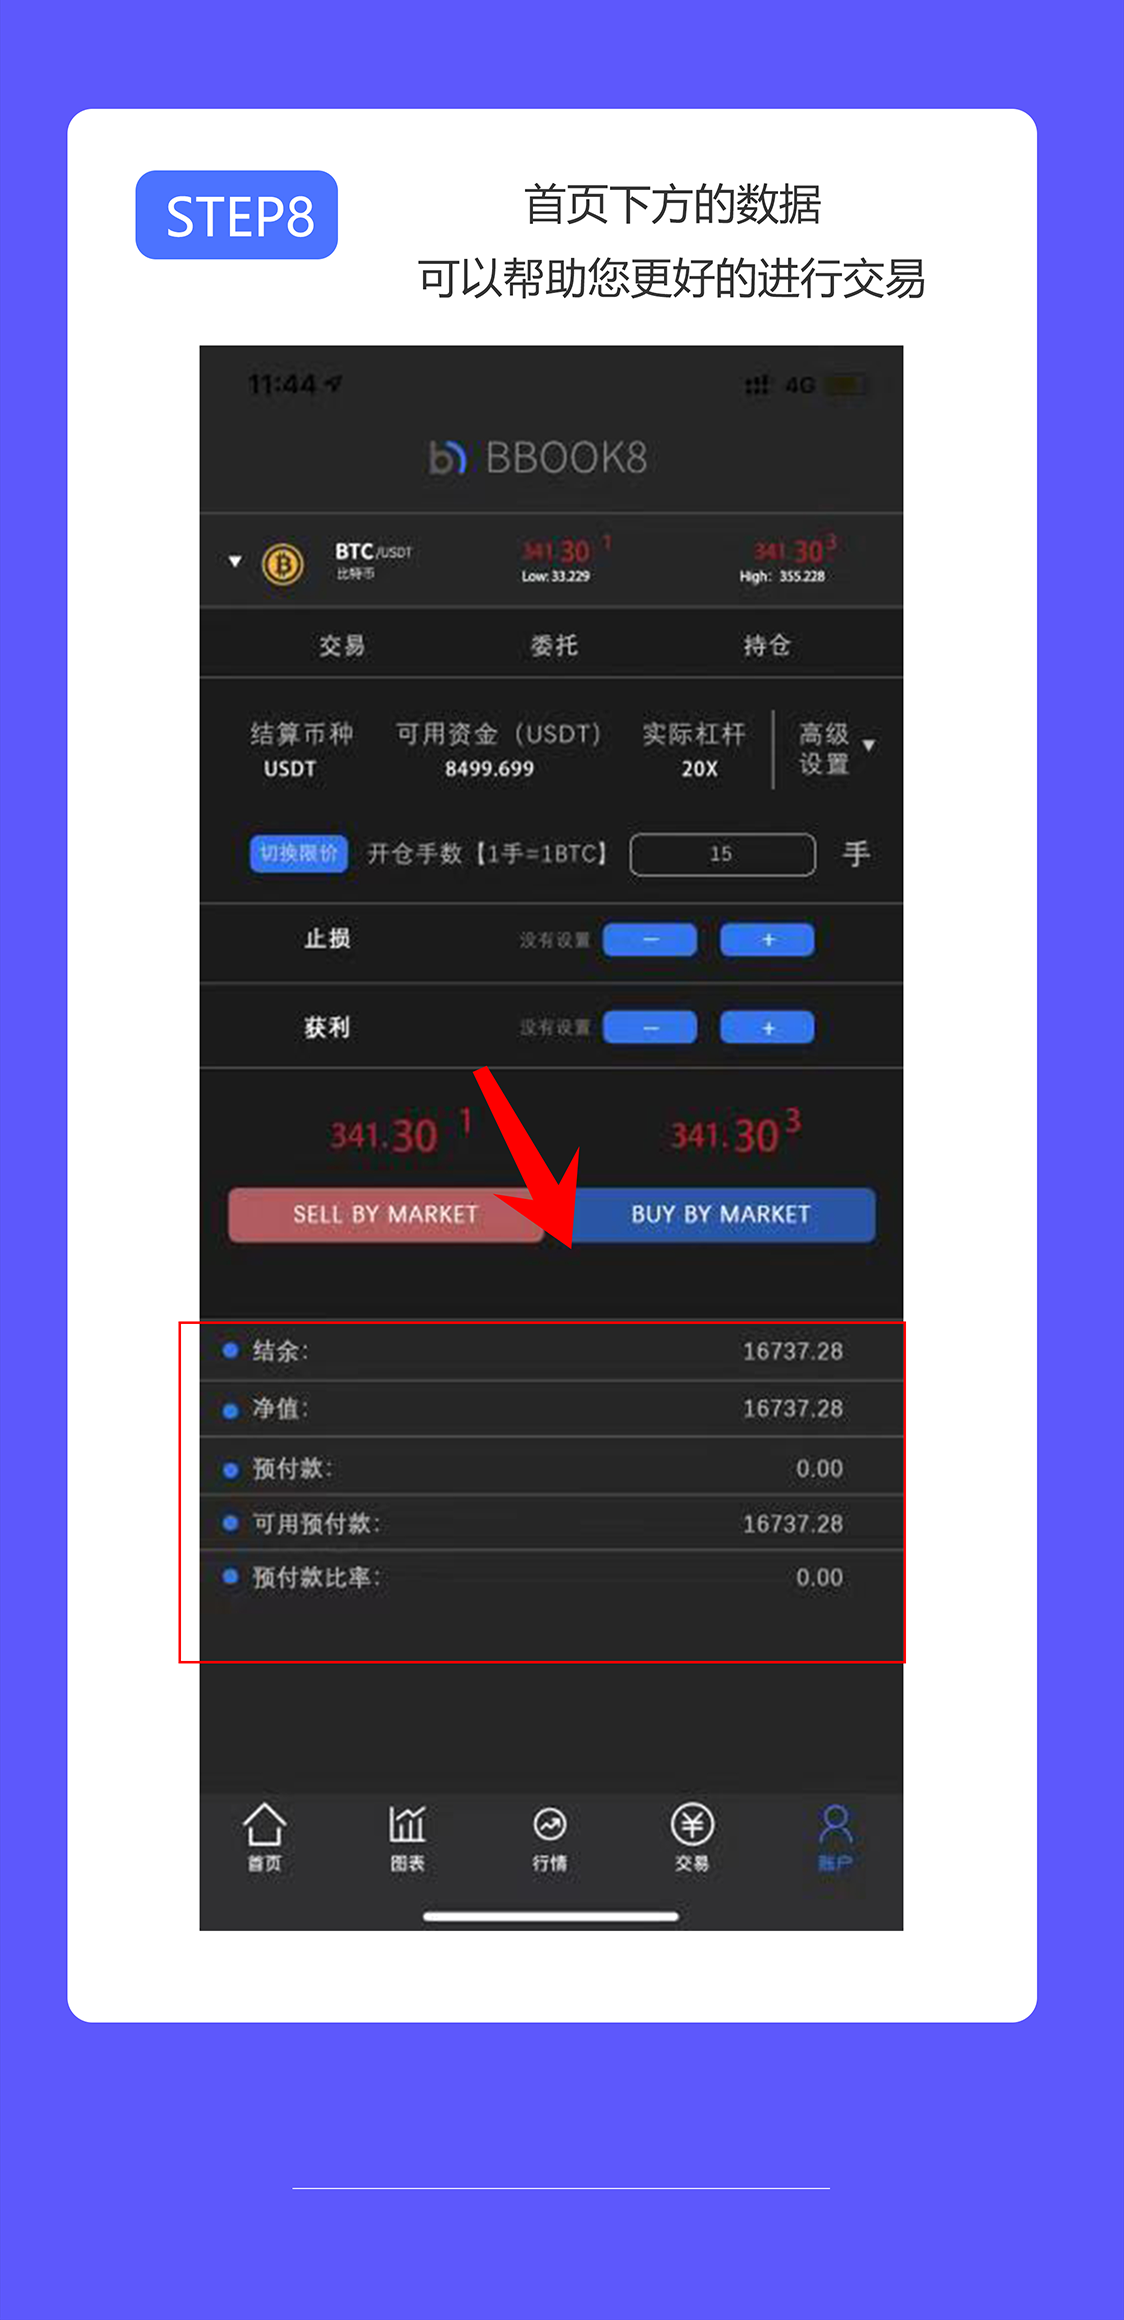 STEP8
首页下方的数据
可以帮助您更好的进行交易
11:44 4G
b BBOOK8
BTC/USDT 341.30 1 341.30 3
比特币 Low: 33.229 High: 355.228
交易 委托 持仓
结算币种 可用资金（USDT） 实际杠杆 高级
USDT 8499.699 20X 设置
切换限价 开仓手数【1手=1BTC】 15 手
止损 没有设置 － +
获利 没有设置 － +
341.30 1 341.30 3
SELL BY MARKET BUY BY MARKET
结余： 16737.28
净值： 16737.28
预付款： 0.00
可用预付款： 16737.28
预付款比率： 0.00
首页 图表 行情 交易 账户